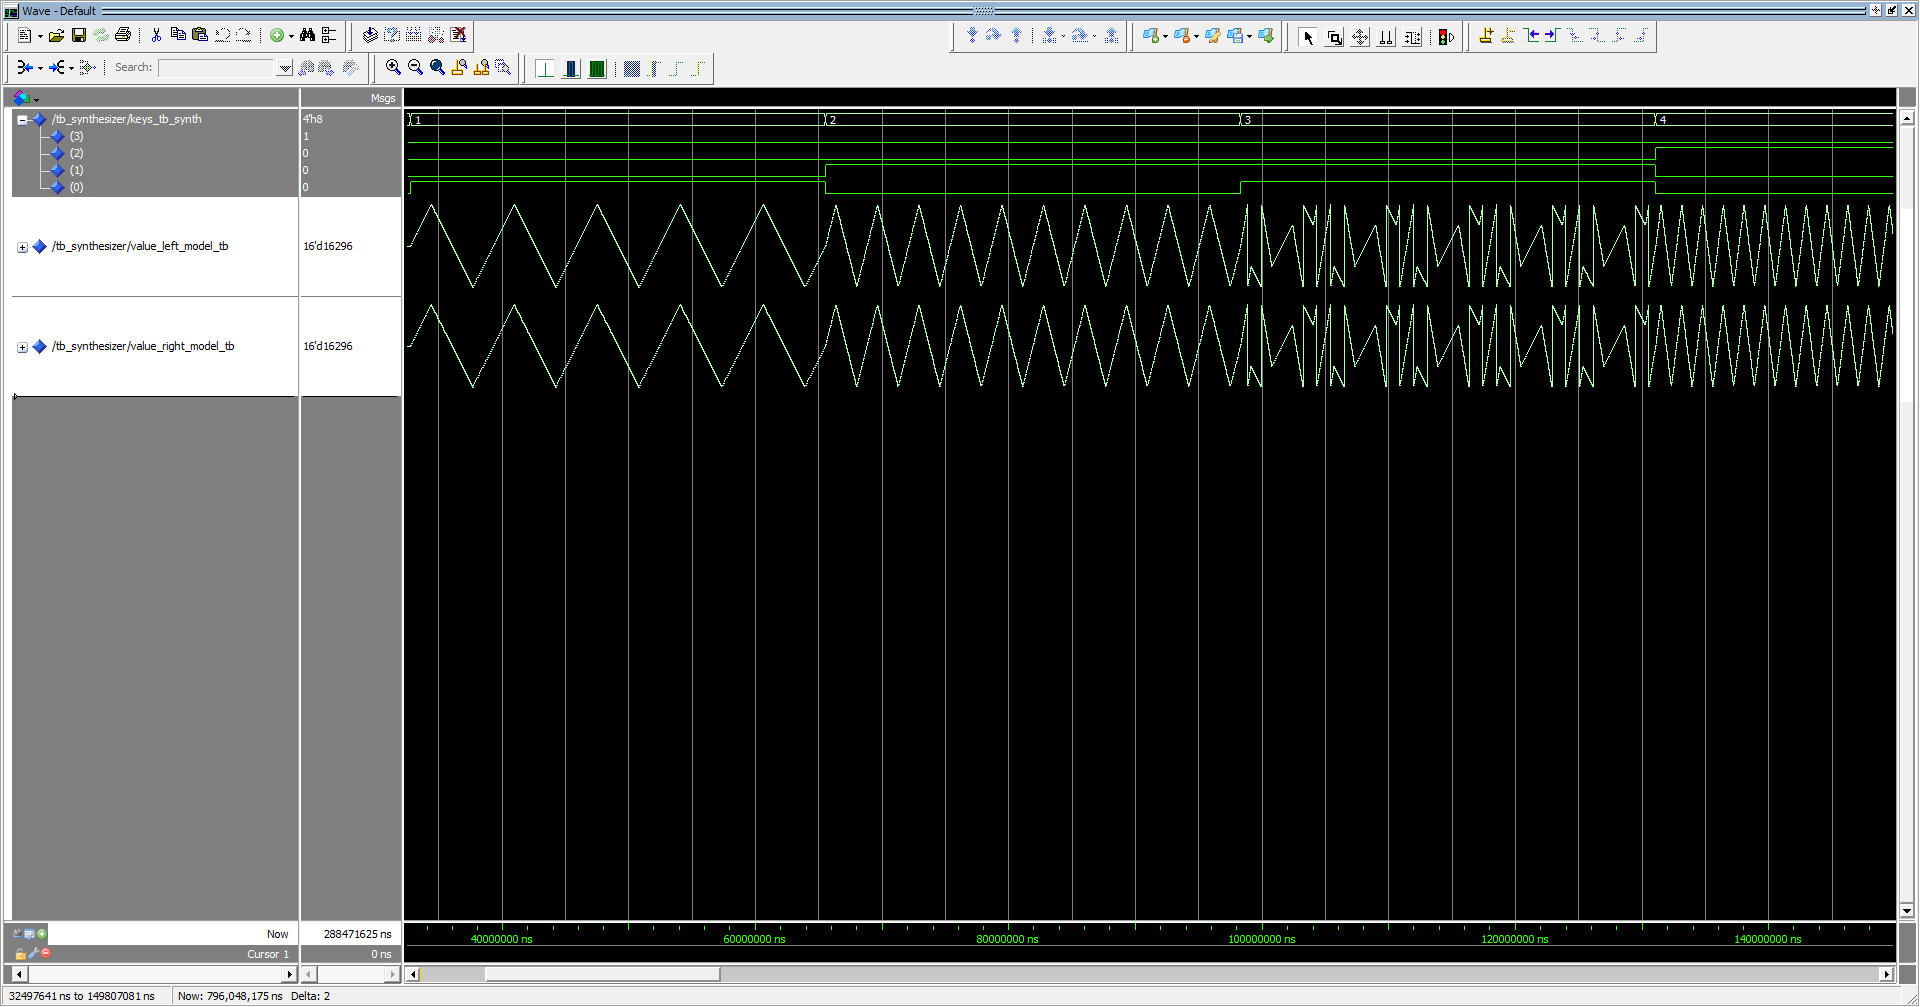 Wave - Default
Search:
Msgs
/tb_synthesizer/keys_tb_synth 4'h8 1 2 3 4
(3) 1
(2) 0
(1) 0
(0) 0
/tb_synthesizer/value_left_model_tb 16'd16296
/tb_synthesizer/value_right_model_tb 16'd16296
Now 288471625 ns
40000000 ns 60000000 ns 80000000 ns 100000000 ns 120000000 ns 140000000 ns
Cursor 1 0 ns
32497641 ns to 149807081 ns Now: 796,048,175 ns Delta: 2